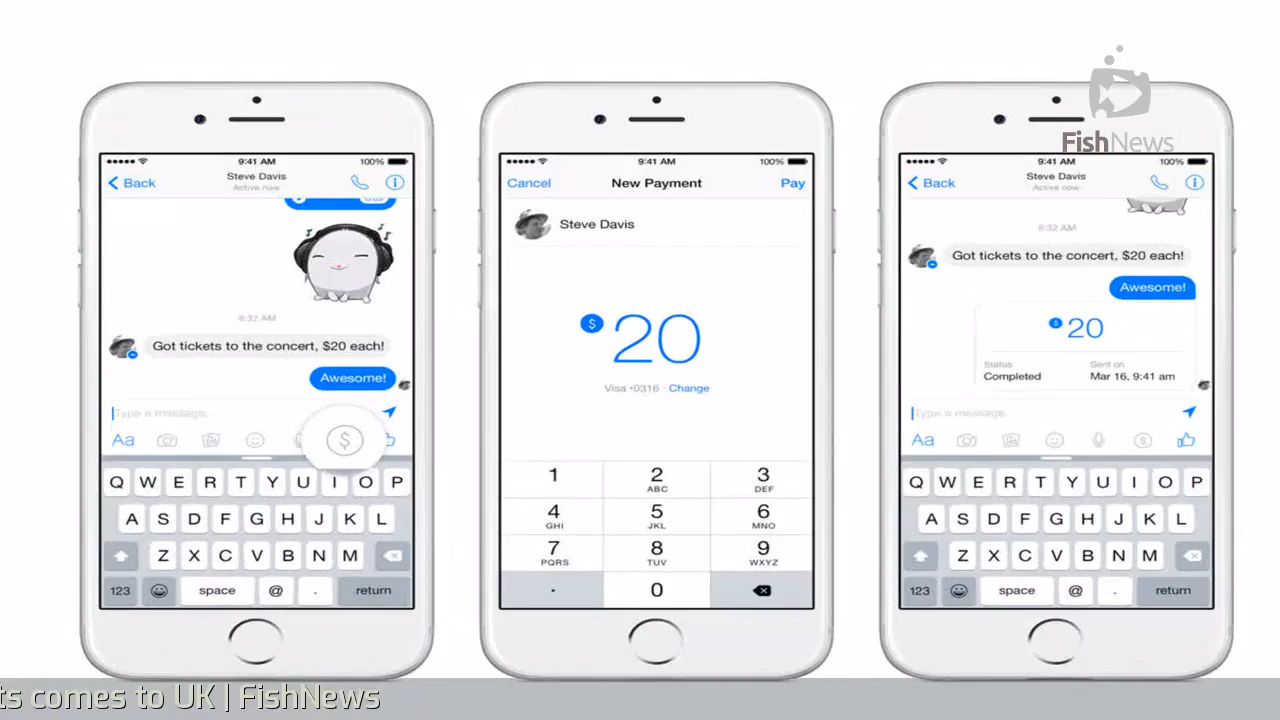 FishNews
9:41 AM 100%
Back Steve Davis
Active now
8:32 AM
Got tickets to the concert, $20 each!
Awesome!
Type a message.
Aa $
Q W E R T Y U I O P
A S D F G H J K L
Z X C V B N M
123 space @ . return
9:41 AM 100%
Cancel New Payment Pay
Steve Davis
$20
Visa •0316 · Change
1 2 3
ABC DEF
4 5 6
GHI JKL MNO
7 8 9
PQRS TUV WXYZ
. 0
9:41 AM 100%
Back Steve Davis
Active now
8:32 AM
Got tickets to the concert, $20 each!
Awesome!
$20
Status Sent on
Completed Mar 16, 9:41 am
Type a message.
Aa $
Q W E R T Y U I O P
A S D F G H J K L
Z X C V B N M
123 space @ . return
ts comes to UK | FishNews